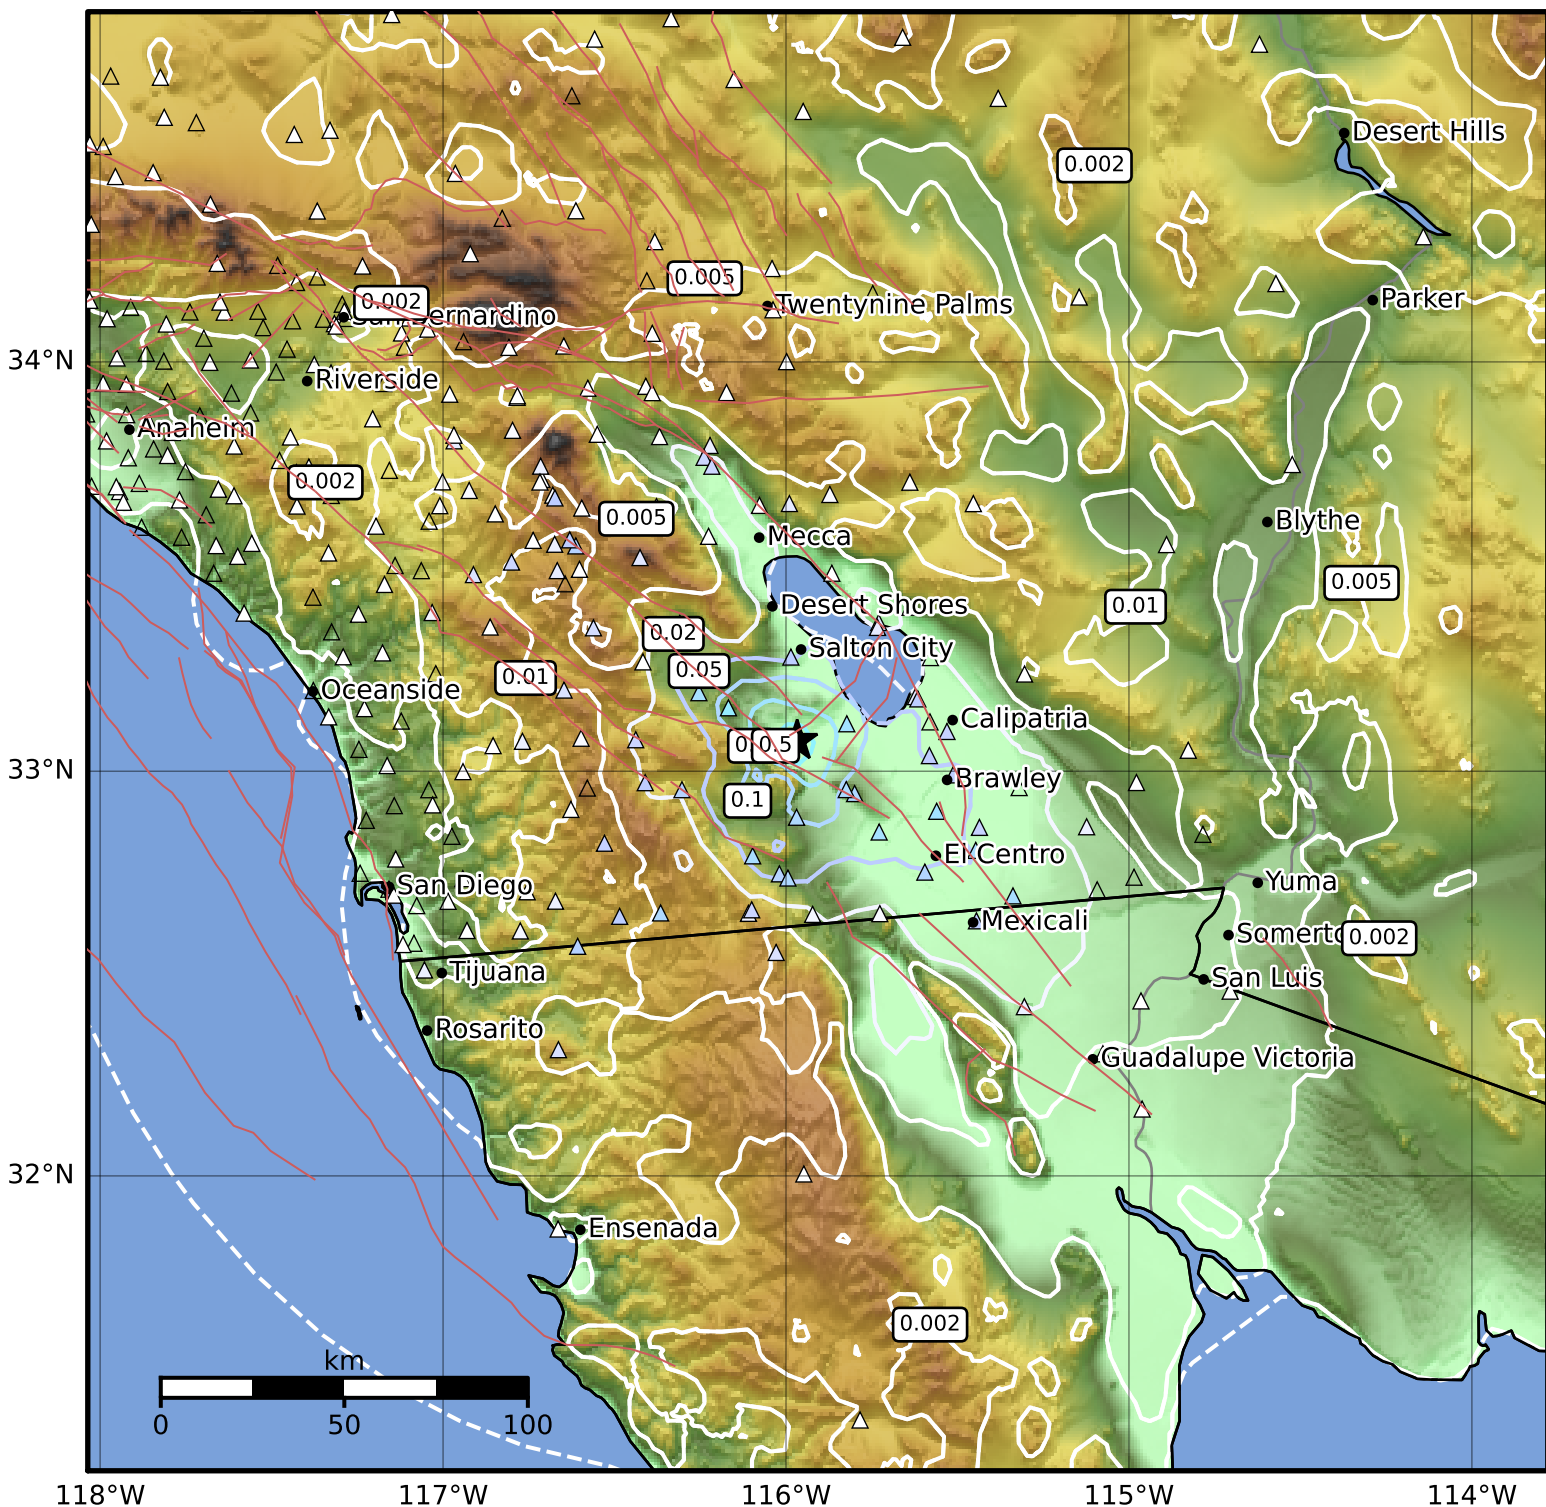 Desert Hills
0.002
0.005
Parker
0.002
San Bernardino
Twentynine Palms
34°N
Riverside
Anaheim
0.002
0.005
Blythe
Mecca
0.005
0.01
Desert Shores
0.02
Salton City
0.05
0.01
Oceanside
Calipatria
0.5
33°N
Brawley
0.1
El Centro
Yuma
San Diego
Mexicali
Somerto
0.002
Tijuana
San Luis
Rosarito
Guadalupe Victoria
32°N
Ensenada
0.002
km
0 50 100
118°W 117°W 116°W 115°W 114°W